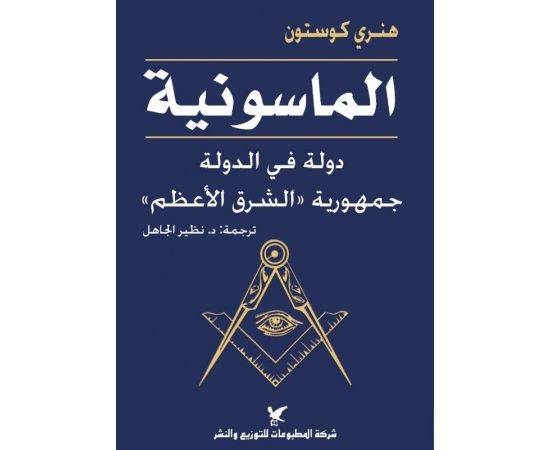 هنري كوستون
الماسونية
دولة في الدولة
جمهورية «الشرق الأعظم»
ترجمة: د. نظير الجاهل
شركة المطبوعات للتوزيع والنشر